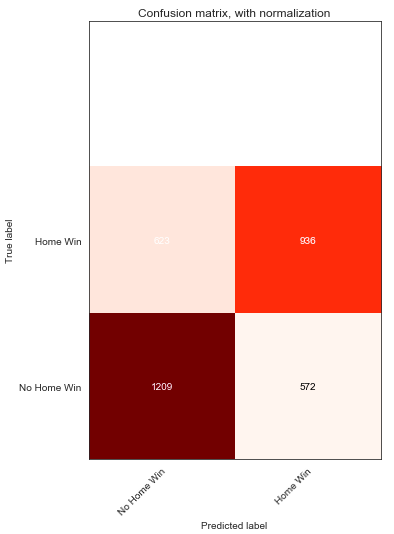 Confusion matrix, with normalization
True label
Home Win
623
936
No Home Win
1209
572
No Home Win
Home Win
Predicted label